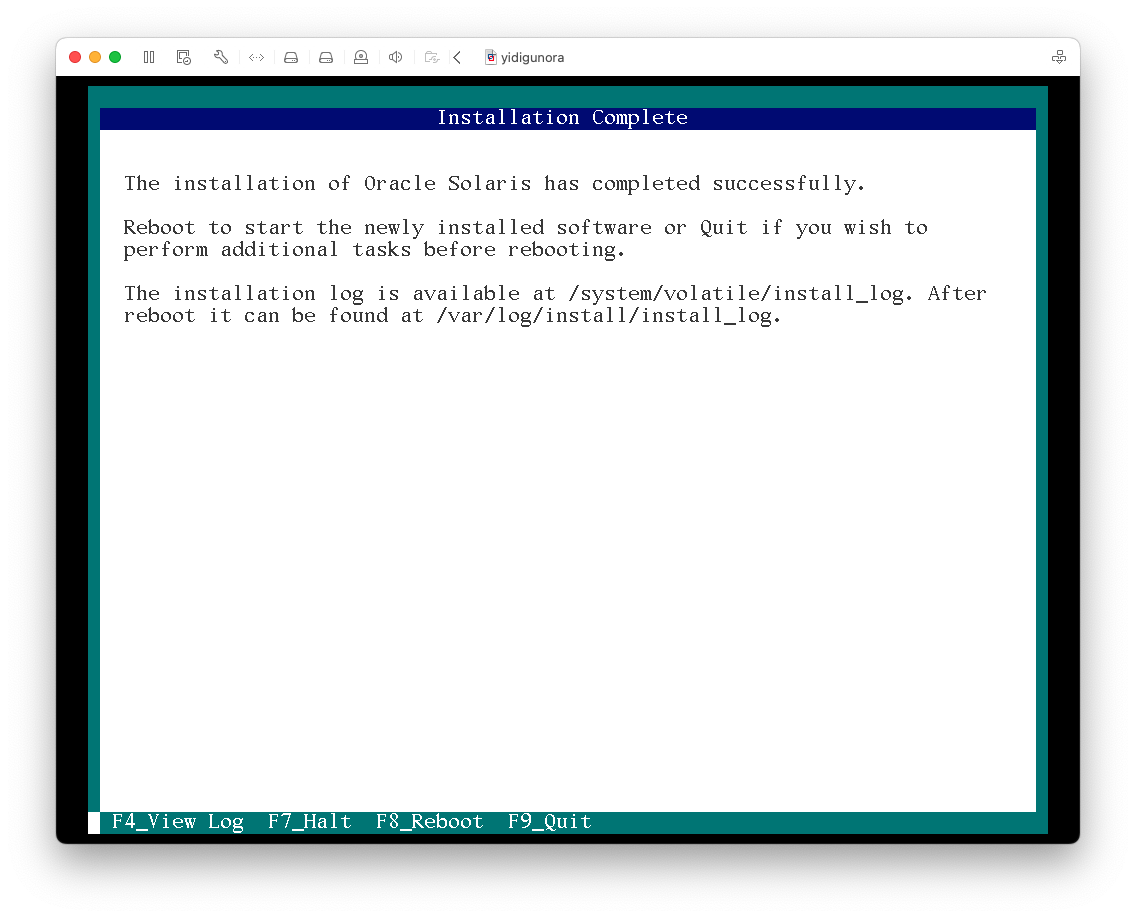 yidigunora
Installation Complete
The installation of Oracle Solaris has completed successfully.
Reboot to start the newly installed software or Quit if you wish to
perform additional tasks before rebooting.
The installation log is available at /system/volatile/install_log. After
reboot it can be found at /var/log/install/install_log.
F4_View Log  F7_Halt  F8_Reboot  F9_Quit